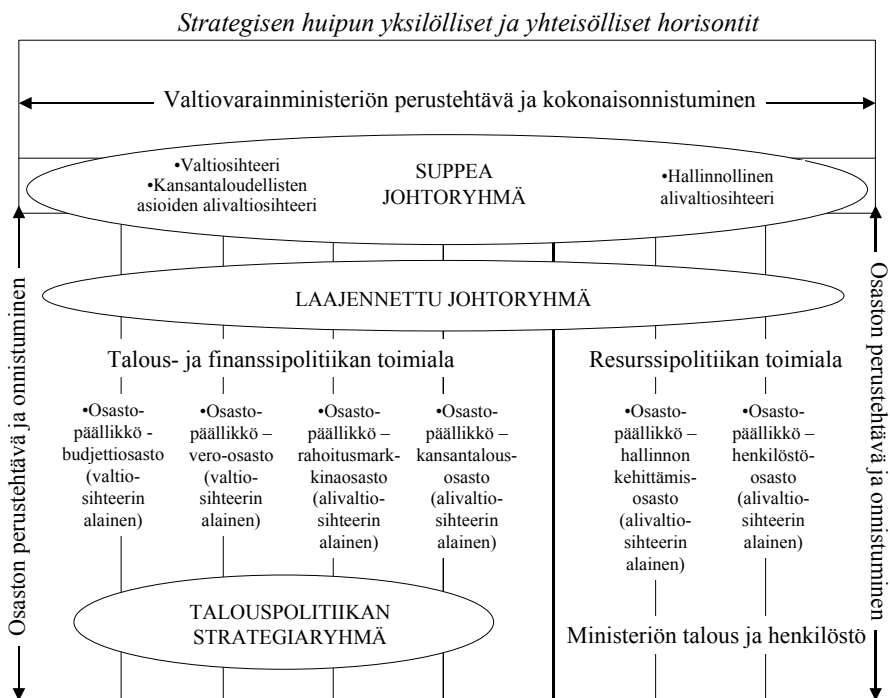 Strategisen huipun yksilölliset ja yhteisölliset horisontit
Valtiovarainministeriön perustehtävä ja kokonaisonnistuminen
•Valtiosihteeri
•Kansantaloudellisten
asioiden alivaltiosihteeri
SUPPEA
JOHTORYHMÄ
•Hallinnollinen
alivaltiosihteeri
LAAJENNETTU JOHTORYHMÄ
Osaston perustehtävä ja onnistuminen
Talous- ja finanssipolitiikan toimiala
Resurssipolitiikan toimiala
•Osasto-
päällikkö -
budjettiosasto
(valtio-
sihteerin
alainen)
•Osasto-
päällikkö –
vero-osasto
(valtio-
sihteerin
alainen)
•Osasto-
päällikkö –
rahoitusmark-
kinaosasto
(alivaltio-
sihteerin
alainen)
•Osasto-
päällikkö –
kansantalous-
osasto
(alivaltio-
sihteerin
alainen)
•Osasto-
päällikkö –
hallinnon
kehittämis-
osasto
(alivaltio-
sihteerin
alainen)
•Osasto-
päällikkö –
henkilöstö-
osasto
(alivaltio-
sihteerin
alainen)
TALOUSPOLITIIKAN
STRATEGIARYHMÄ
Ministeriön talous ja henkilöstö
Osaston perustehtävä ja onnistuminen